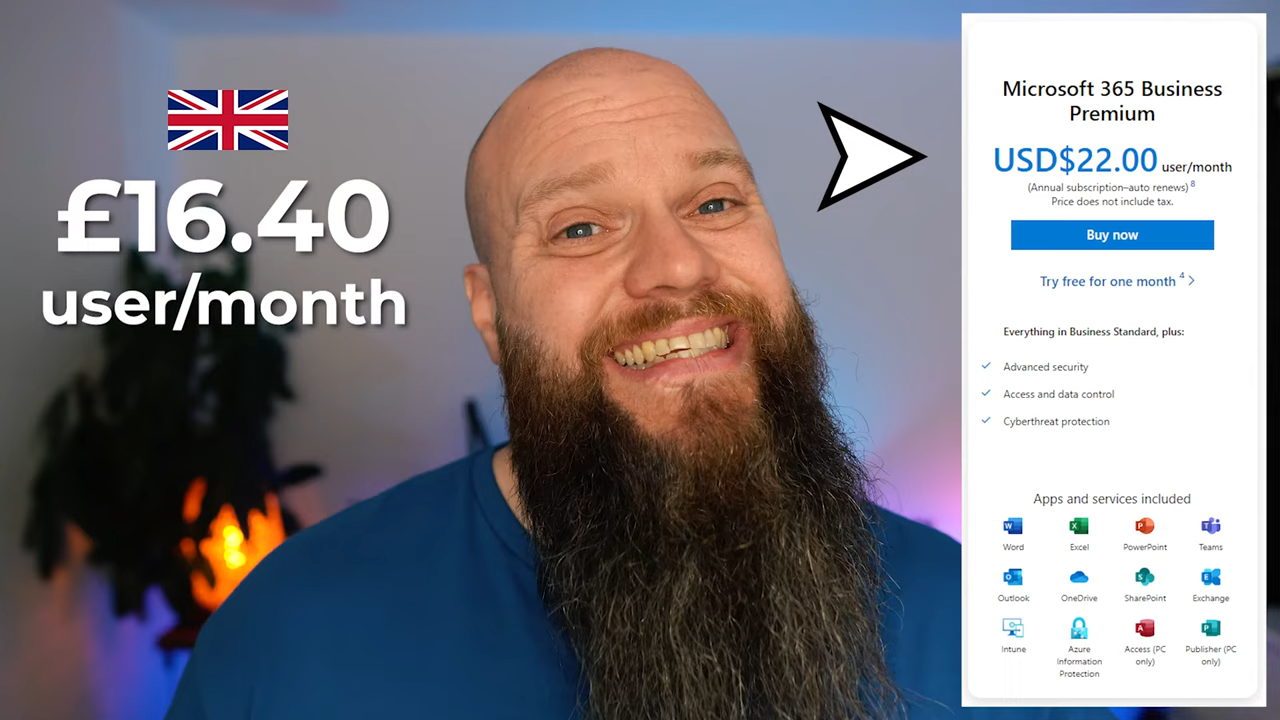 £16.40
user/month
Microsoft 365 Business
Premium
USD$22.00 user/month
(Annual subscription–auto renews) 8
Price does not include tax.
Buy now
Try free for one month 4 >
Everything in Business Standard, plus:
Advanced security
Access and data control
Cyberthreat protection
Apps and services included
Word Excel PowerPoint Teams
Outlook OneDrive SharePoint Exchange
Intune Azure Information Protection Access (PC only) Publisher (PC only)